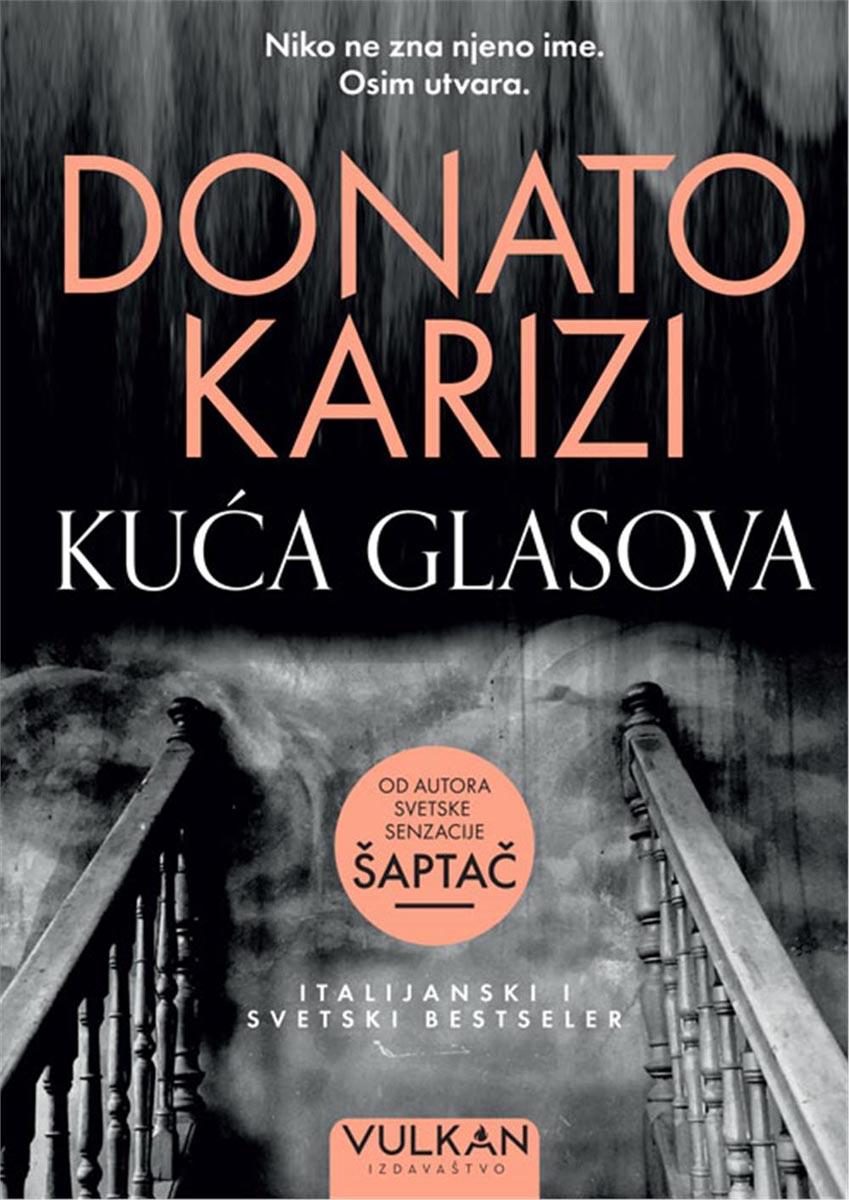 Niko ne zna njeno ime.
Osim utvara.
DONATO
KARIZI
KUĆA GLASOVA
OD AUTORA
SVETSKE
SENZACIJE
ŠAPTAČ
ITALIJANSKI I
SVETSKI BESTSELER
VULKAN
IZDAVAŠTVO